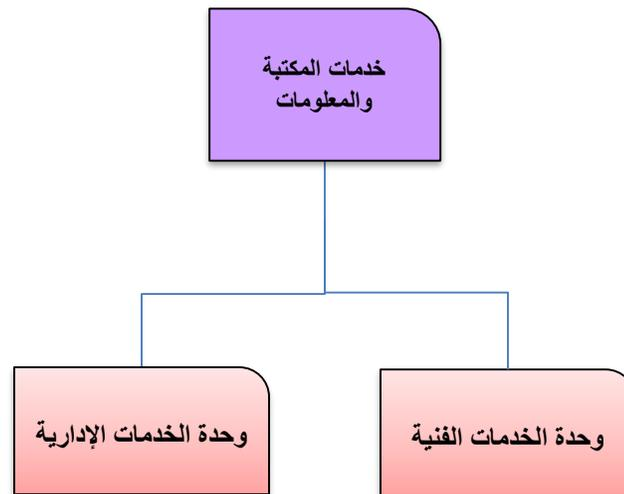 خدمات المكتبة
والمعلومات
وحدة الخدمات الفنية
وحدة الخدمات الإدارية